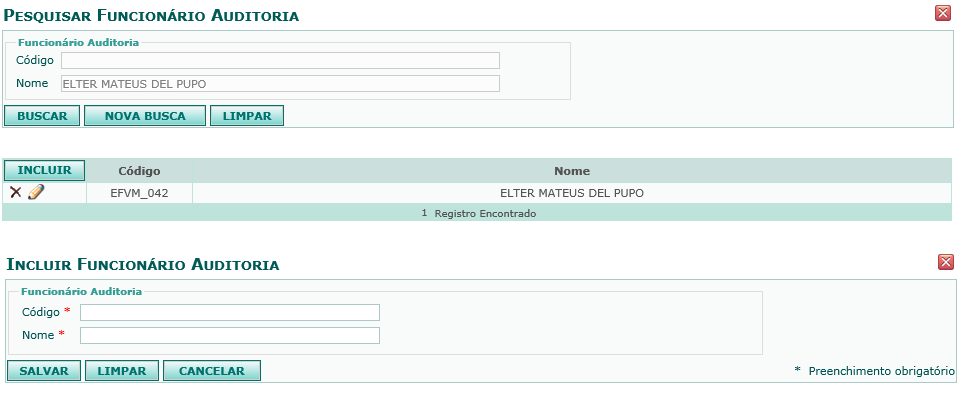 PESQUISAR FUNCIONÁRIO AUDITORIA
Funcionário Auditoria
Código
Nome ELTER MATEUS DEL PUPO
BUSCAR NOVA BUSCA LIMPAR
INCLUIR Código Nome
EFVM_042 ELTER MATEUS DEL PUPO
1 Registro Encontrado
INCLUIR FUNCIONÁRIO AUDITORIA
Funcionário Auditoria
Código *
Nome *
SALVAR LIMPAR CANCELAR * Preenchimento obrigatório